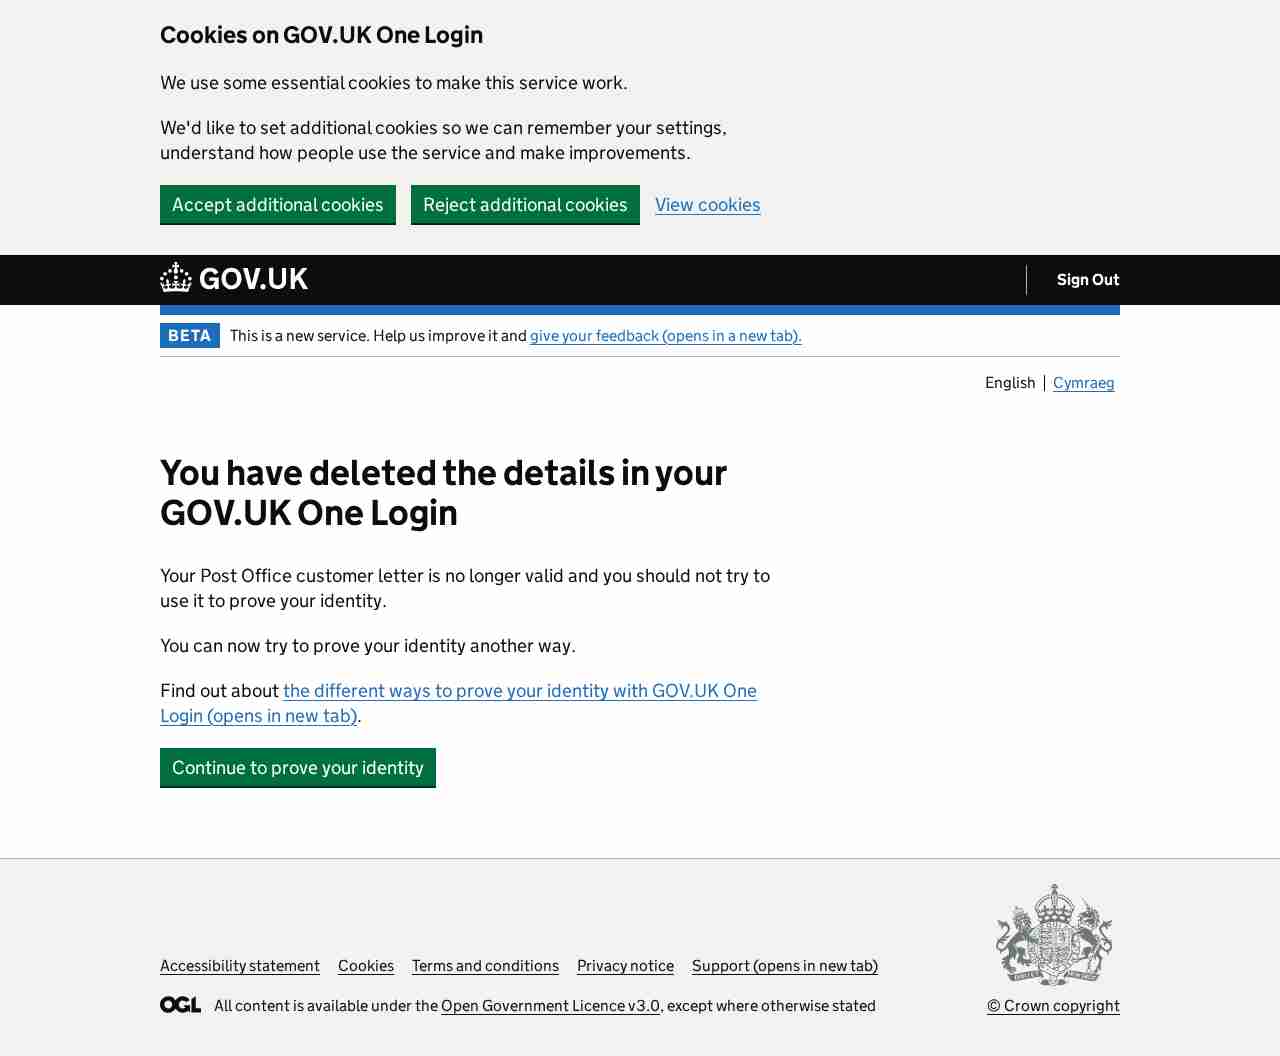 Cookies on GOV.UK One Login
We use some essential cookies to make this service work.
We'd like to set additional cookies so we can remember your settings,
understand how people use the service and make improvements.
Accept additional cookies Reject additional cookies View cookies
GOV.UK Sign Out
BETA This is a new service. Help us improve it and give your feedback (opens in a new tab).
English Cymraeg
You have deleted the details in your
GOV.UK One Login
Your Post Office customer letter is no longer valid and you should not try to
use it to prove your identity.
You can now try to prove your identity another way.
Find out about the different ways to prove your identity with GOV.UK One
Login (opens in new tab).
Continue to prove your identity
Accessibility statement Cookies Terms and conditions Privacy notice Support (opens in new tab)
OGL All content is available under the Open Government Licence v3.0, except where otherwise stated
© Crown copyright